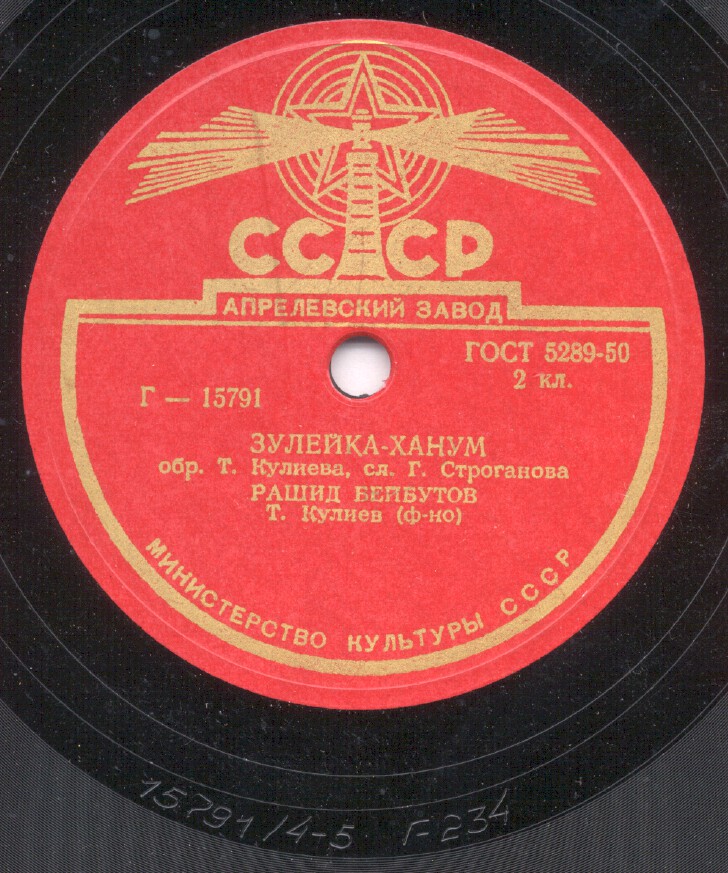 СССР
АПРЕЛЕВСКИЙ ЗАВОД
ГОСТ 5289-50
2 кл.
Г — 15791
ЗУЛЕЙКА-ХАНУМ
обр. Т. Кулиева, сл. Г. Строганова
РАШИД БЕЙБУТОВ
Т. Кулиев (ф-но)
МИНИСТЕРСТВО КУЛЬТУРЫ СССР
15791/4-5 Г234